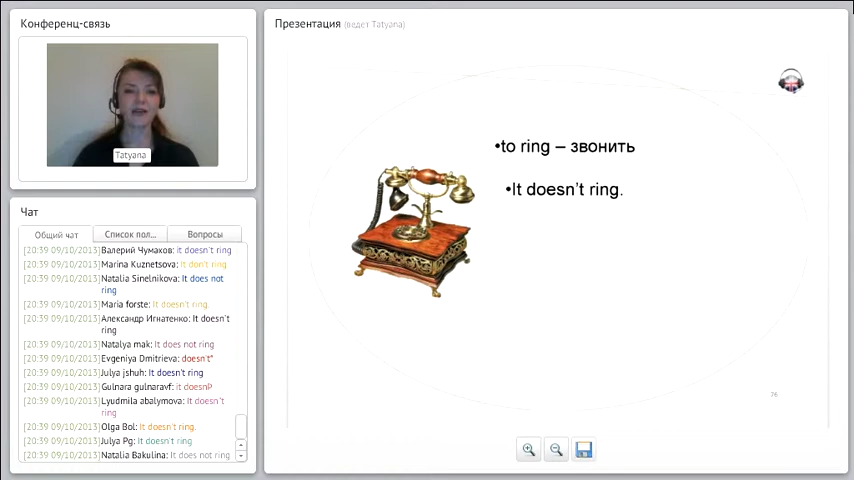 Конференц-связь
Tatyana
Чат
Общий чат
Список пол...
Вопросы
[20:39 09/10/2013]Валерий Чумаков: it doesn't ring
[20:39 09/10/2013]Marina Kuznetsova: It don't ring
[20:39 09/10/2013]Natalia Sinelnikova: It does not
ring
[20:39 09/10/2013]Maria forste: It doesn't ring.
[20:39 09/10/2013]Александр Игнатенко: It doesn't
ring
[20:39 09/10/2013]Natalya mak: It does not ring
[20:39 09/10/2013]Evgeniya Dmitrieva: doesn't*
[20:39 09/10/2013]Julya jshuh: It doesn't ring
[20:39 09/10/2013]Gulnara gulnaravf: it doesnЬ
[20:39 09/10/2013]Lyudmila abalymova: It doesn"t
ring
[20:39 09/10/2013]Olga Bol: It doesn't ring.
[20:39 09/10/2013]Julya Pg: It doesn't ring
[20:39 09/10/2013]Natalia Bakulina: It does not ring
Презентация (ведет Tatyana)
•to ring – звонить
•It doesn't ring.
76